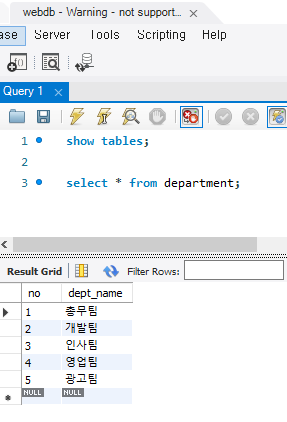 webdb - Warning - not support...
ase Server Tools Scripting Help
Query 1
1 show tables;
2
3 select * from department;
Result Grid Filter Rows:
no dept_name
1 총무팀
2 개발팀
3 인사팀
4 영업팀
5 광고팀
NULL NULL